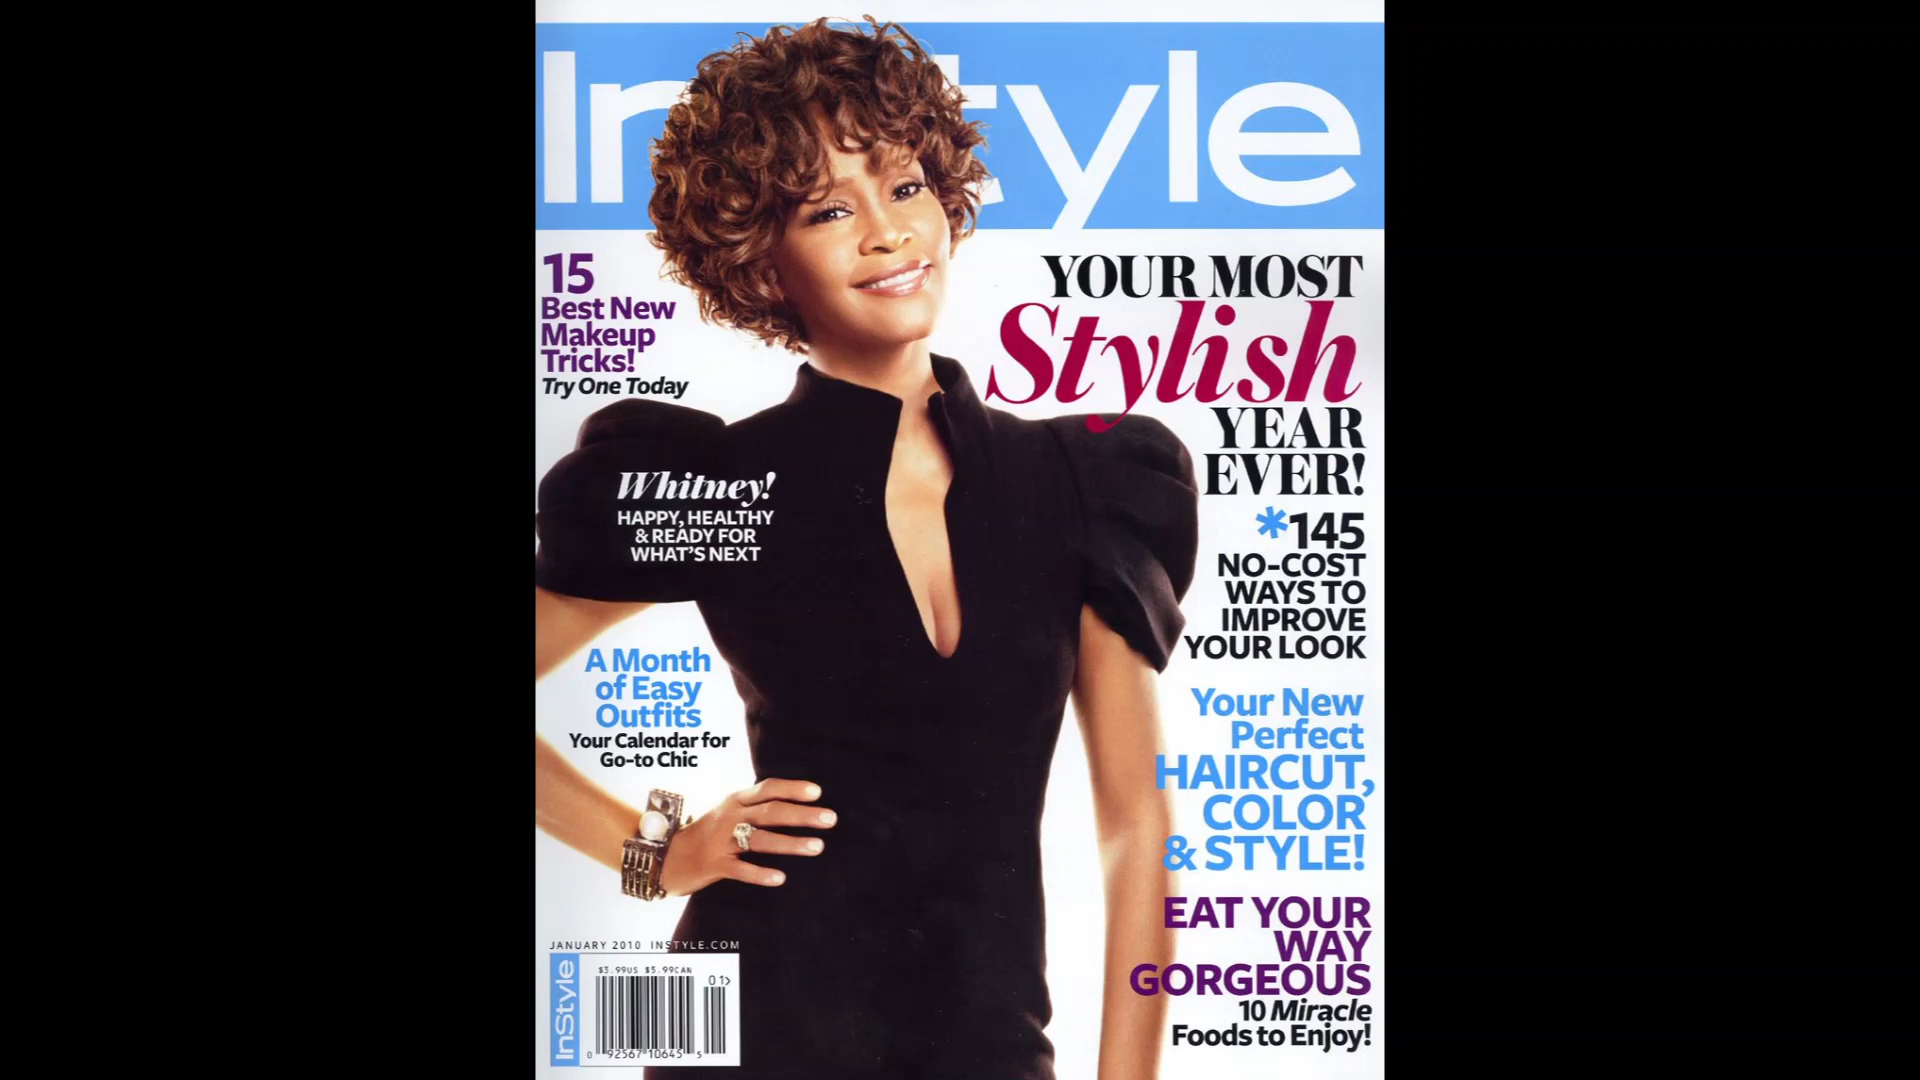 InStyle
15
Best New
Makeup
Tricks!
Try One Today
YOUR MOST
Stylish
YEAR
EVER!
*145
NO-COST
WAYS TO
IMPROVE
YOUR LOOK
Whitney!
HAPPY, HEALTHY
& READY FOR
WHAT'S NEXT
A Month
of Easy
Outfits
Your Calendar for
Go-to Chic
Your New
Perfect
HAIRCUT,
COLOR
& STYLE!
EAT YOUR
WAY
GORGEOUS
10 Miracle
Foods to Enjoy!
JANUARY 2010 INSTYLE.COM
InStyle
$3.99US $5.99CAN
01>
0 92567 10645 5